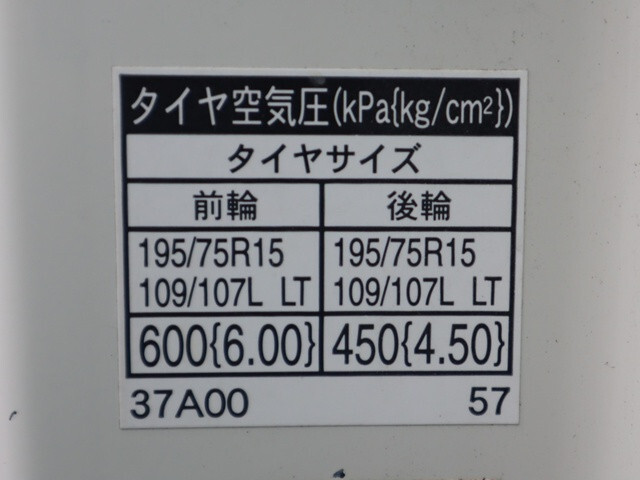 タイヤ空気圧(kPa{kg/cm²})
タイヤサイズ
前輪 後輪
195/75R15 195/75R15
109/107L LT 109/107L LT
600{6.00} 450{4.50}
37A00 57